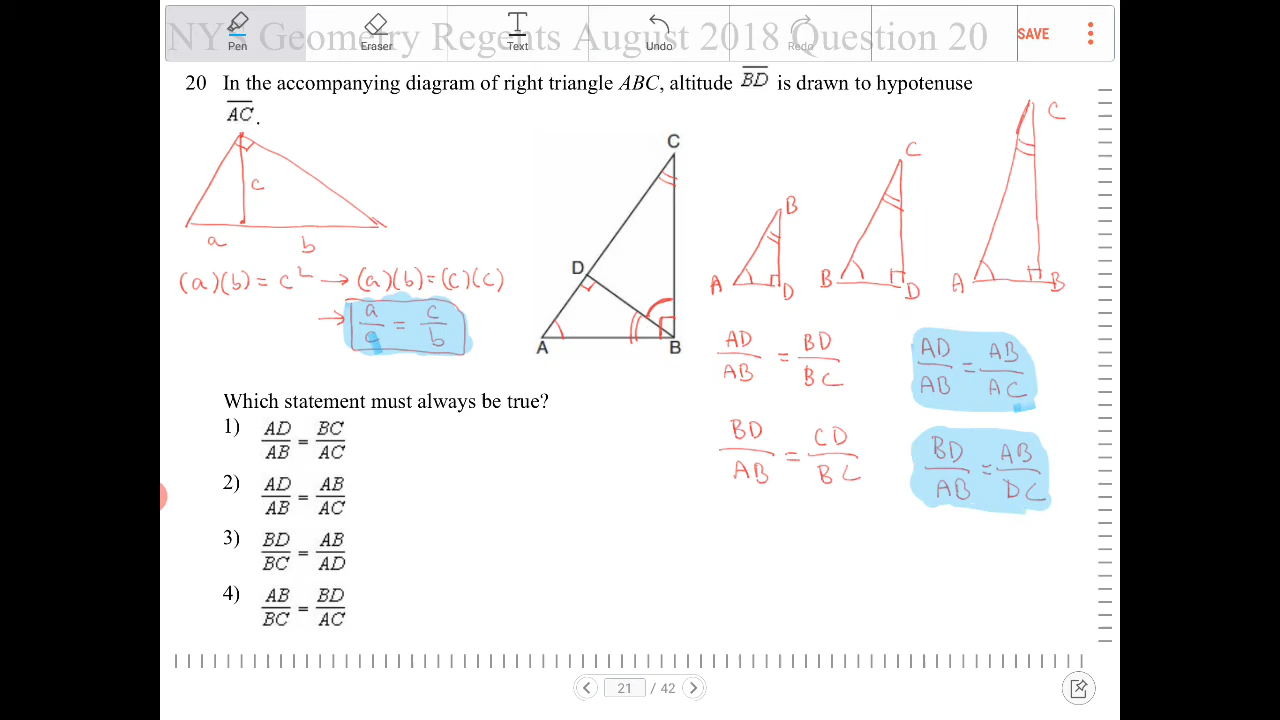 NYS Geometry Regents August 2018 Question 20
Pen Eraser Text Undo Redo SAVE
20 In the accompanying diagram of right triangle ABC, altitude BD is drawn to hypotenuse
AC.
c
a b
(a)(b) = c² → (a)(b) = (c)(c)
→ a/c = c/b
C
D
A B
B
A D
C
B D
C
A B
AD/AB = BD/BC
AD/AB = AB/AC
BD/AB = CD/BC
BD/AB = AB/DC
Which statement must always be true?
1) AD/AB = BC/AC
2) AD/AB = AB/AC
3) BD/BC = AB/AD
4) AB/BC = BD/AC
21 / 42